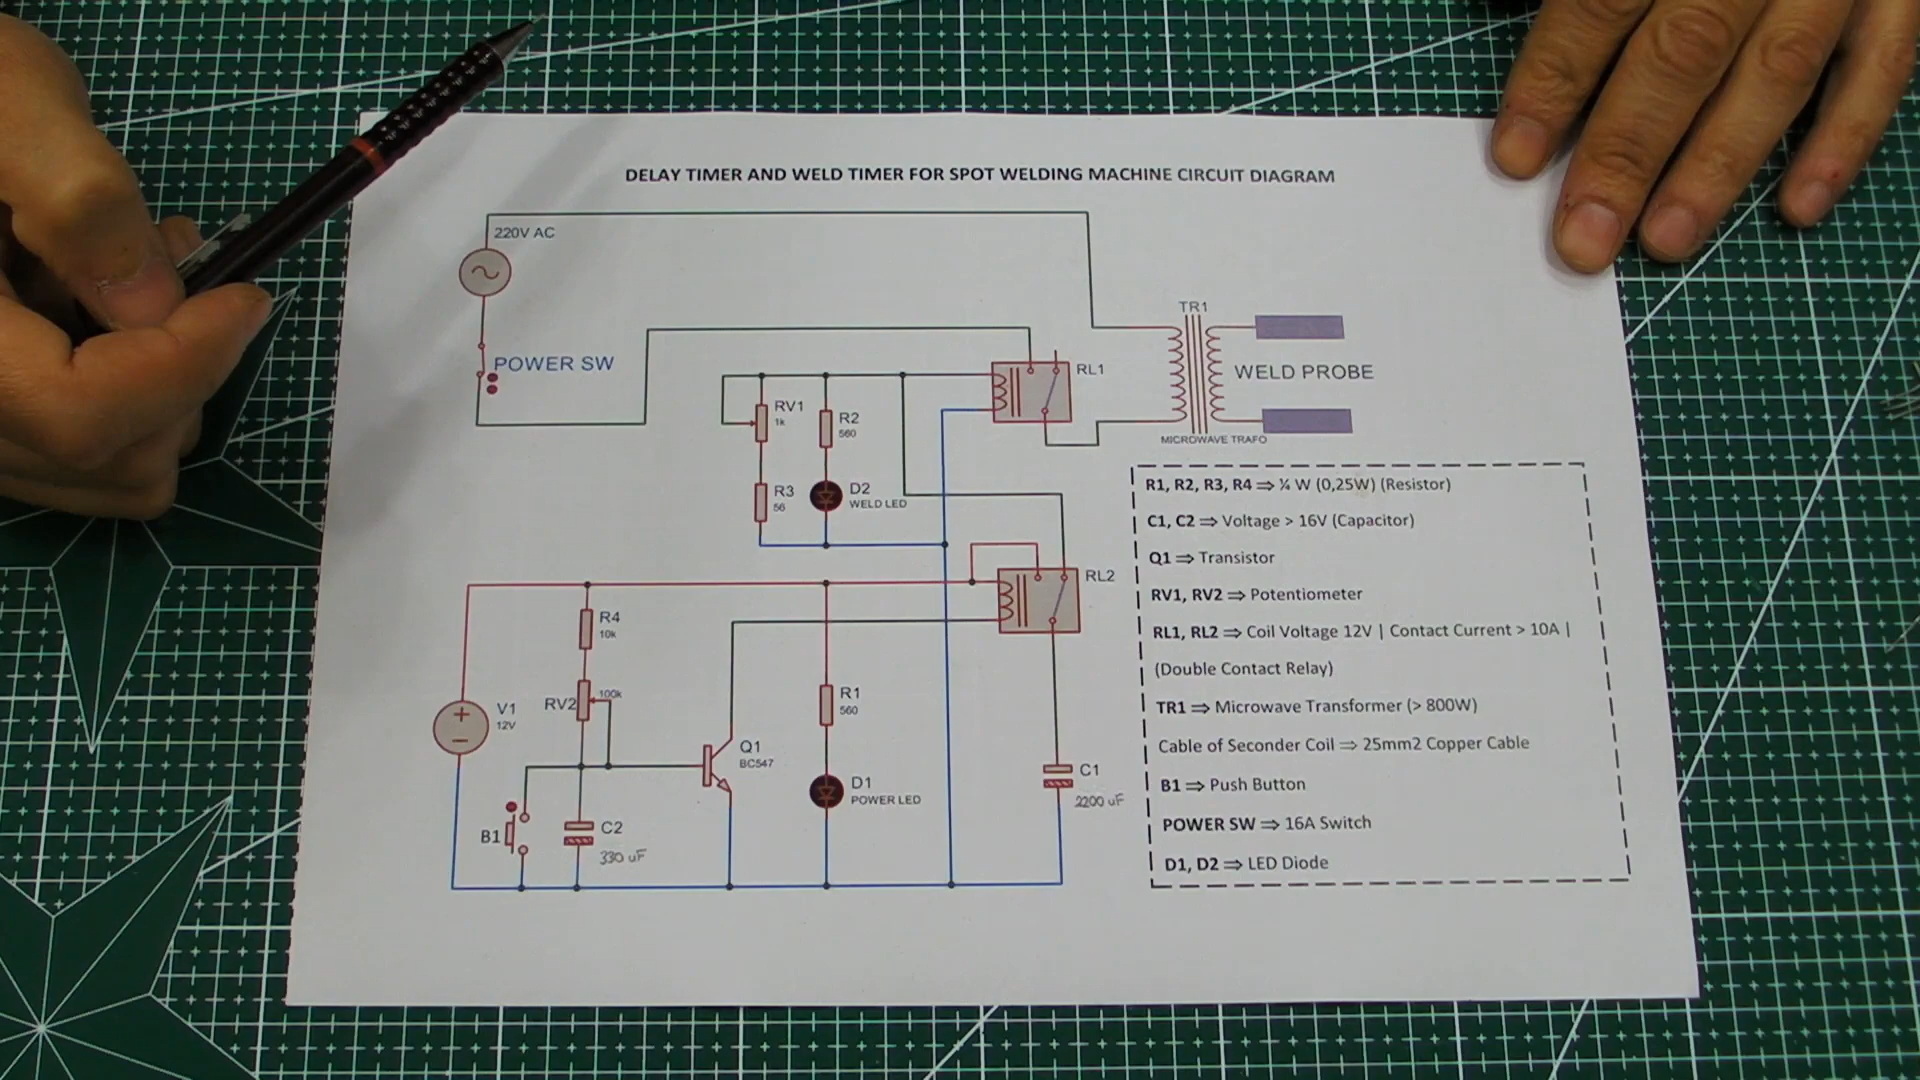 DELAY TIMER AND WELD TIMER FOR SPOT WELDING MACHINE CIRCUIT DIAGRAM
220V AC
POWER SW
TR1
WELD PROBE
MICROWAVE TRAFO
RL1
RV1
1k
R2
560
R3
56
D2
WELD LED
RL2
R4
10k
RV2
100k
V1
12V
R1
560
Q1
BC547
D1
POWER LED
C1
2200 uF
B1
C2
330 uF
R1, R2, R3, R4 ⇒ ¼ W (0,25W) (Resistor)
C1, C2 ⇒ Voltage > 16V (Capacitor)
Q1 ⇒ Transistor
RV1, RV2 ⇒ Potentiometer
RL1, RL2 ⇒ Coil Voltage 12V | Contact Current > 10A |
(Double Contact Relay)
TR1 ⇒ Microwave Transformer (> 800W)
Cable of Seconder Coil ⇒ 25mm2 Copper Cable
B1 ⇒ Push Button
POWER SW ⇒ 16A Switch
D1, D2 ⇒ LED Diode